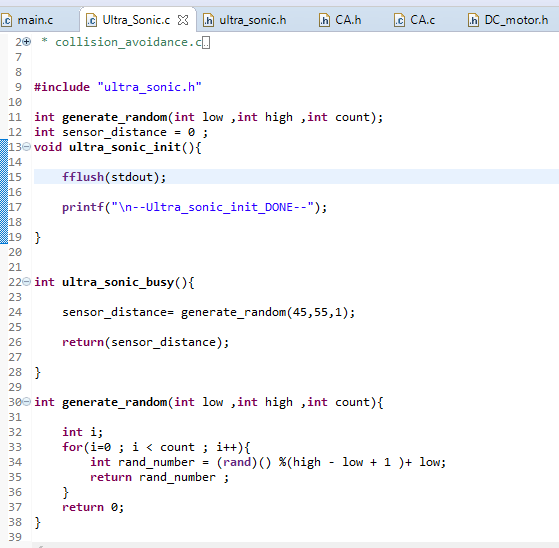 main.c Ultra_Sonic.c ultra_sonic.h CA.h CA.c DC_motor.h
2 * collision_avoidance.c
7
8
9 #include "ultra_sonic.h"
10
11 int generate_random(int low ,int high ,int count);
12 int sensor_distance = 0 ;
13 void ultra_sonic_init(){
14
15     fflush(stdout);
16
17     printf("\n--Ultra_sonic_init_DONE--");
18
19 }
20
21
22 int ultra_sonic_busy(){
23
24     sensor_distance= generate_random(45,55,1);
25
26     return(sensor_distance);
27
28 }
29
30 int generate_random(int low ,int high ,int count){
31
32     int i;
33     for(i=0 ; i < count ; i++){
34         int rand_number = (rand)() %(high - low + 1 )+ low;
35         return rand_number ;
36     }
37     return 0;
38 }
39